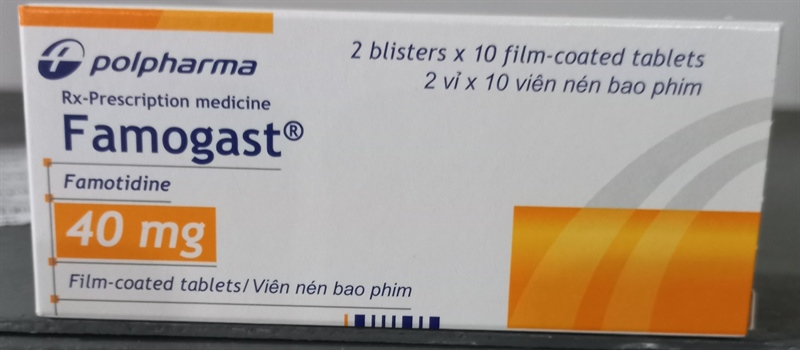 polpharma
2 blisters x 10 film-coated tablets
2 vỉ x 10 viên nén bao phim
Rx-Prescription medicine
Famogast®
Famotidine
40 mg
Film-coated tablets/Viên nén bao phim